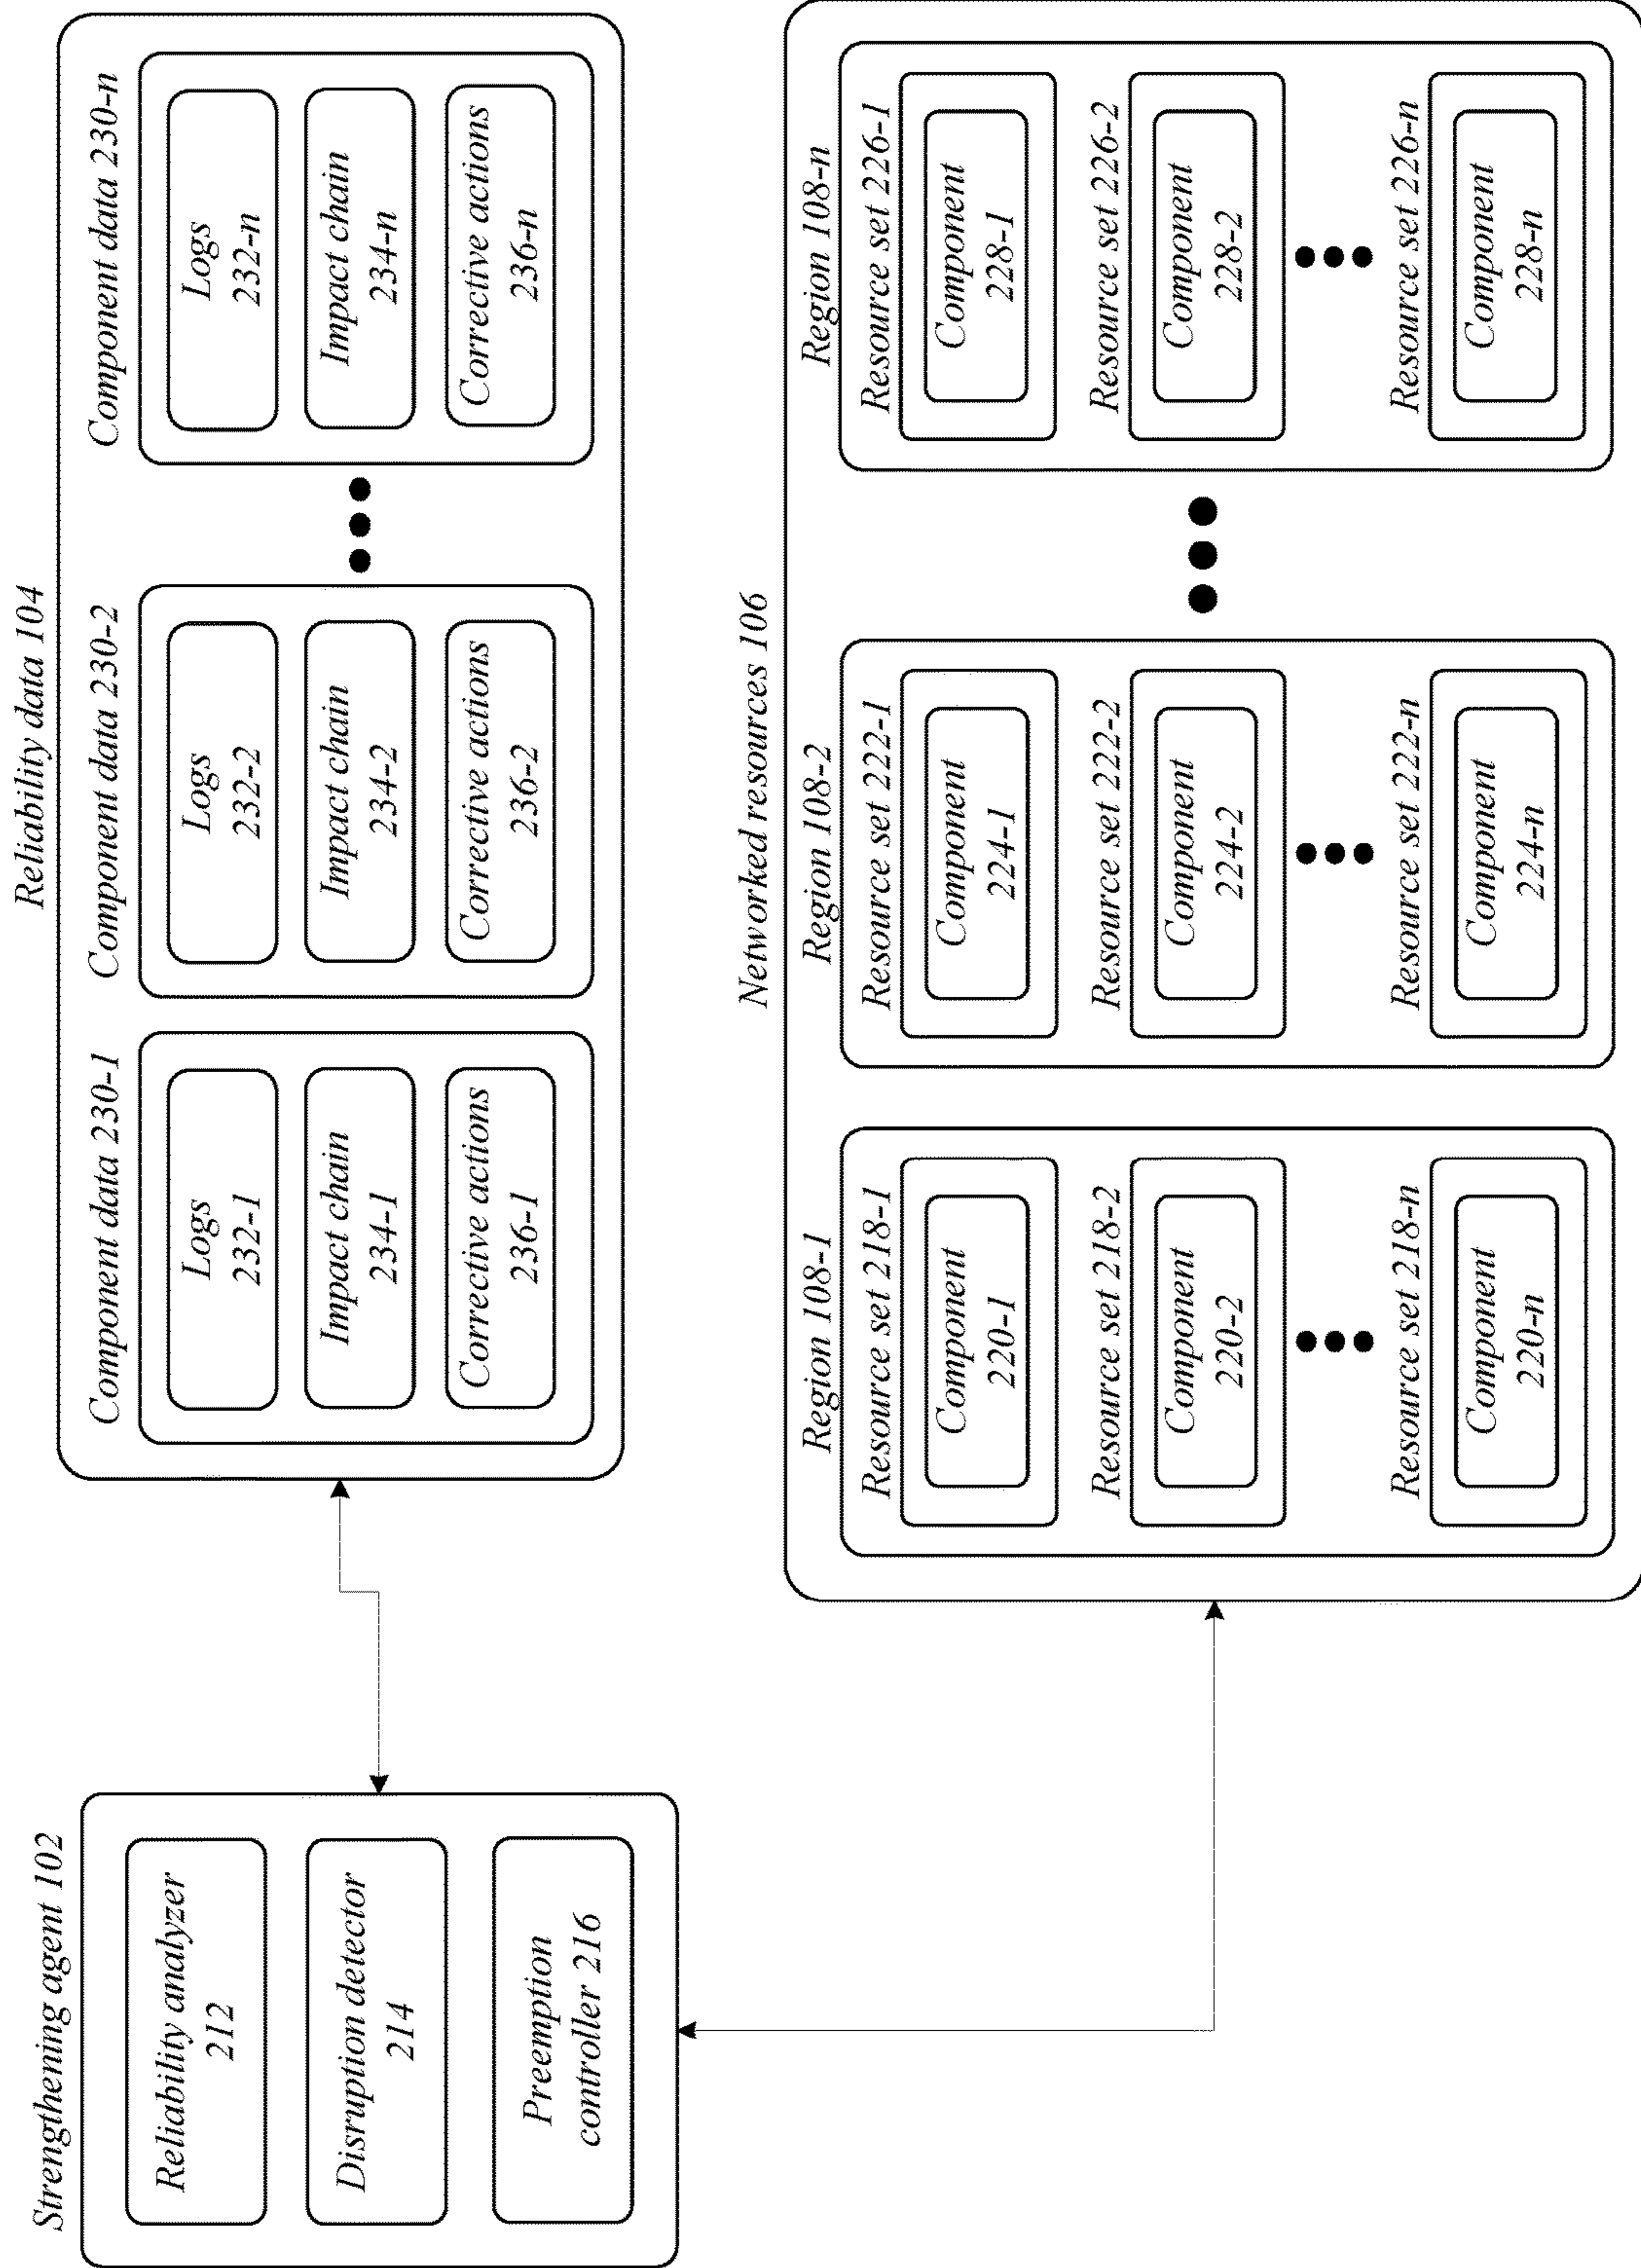 Strengthening agent 102
Reliability analyzer
212
Disruption detector
214
Preemption
controller 216
Reliability data 104
Component data 230-1
Logs
232-1
Impact chain
234-1
Corrective actions
236-1
Component data 230-2
Logs
232-2
Impact chain
234-2
Corrective actions
236-2
Component data 230-n
Logs
232-n
Impact chain
234-n
Corrective actions
236-n
Networked resources 106
Region 108-1
Resource set 218-1
Component
220-1
Resource set 218-2
Component
220-2
Resource set 218-n
Component
220-n
Region 108-2
Resource set 222-1
Component
224-1
Resource set 222-2
Component
224-2
Resource set 222-n
Component
224-n
Region 108-n
Resource set 226-1
Component
228-1
Resource set 226-2
Component
228-2
Resource set 226-n
Component
228-n